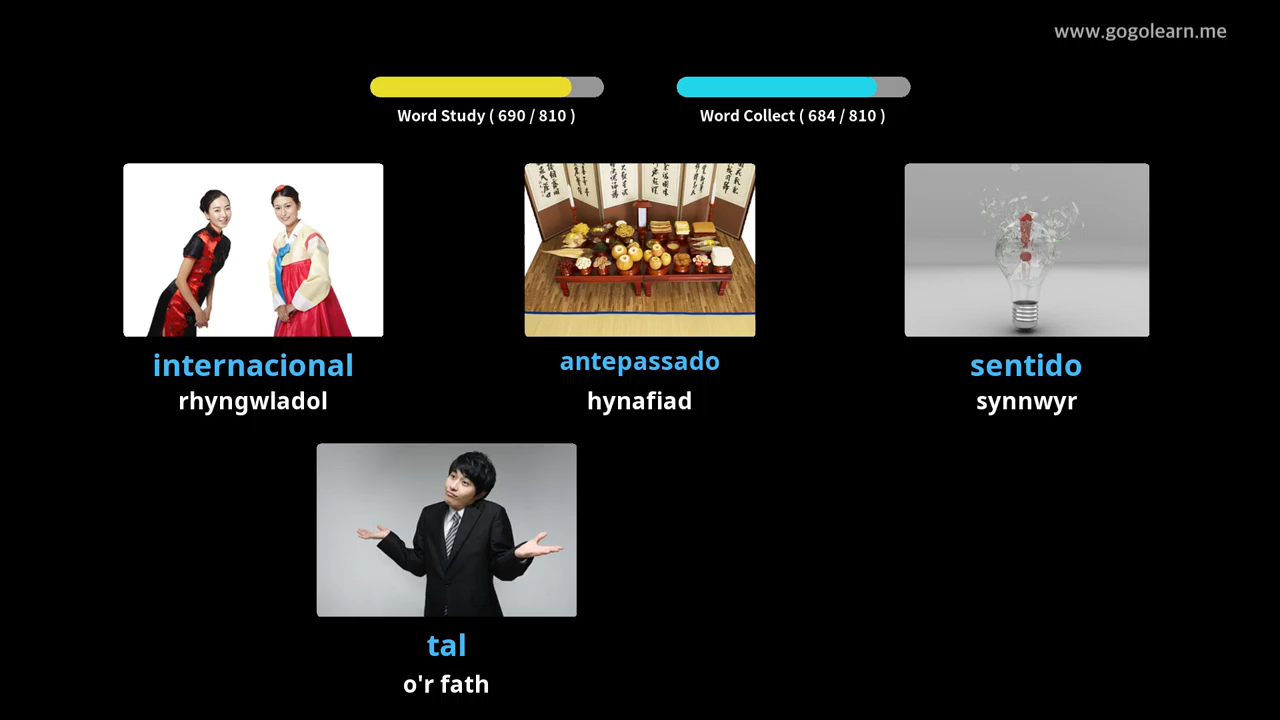 www.gogolearn.me
Word Study ( 690 / 810 )
Word Collect ( 684 / 810 )
internacional
rhyngwladol
antepassado
hynafiad
sentido
synnwyr
tal
o'r fath